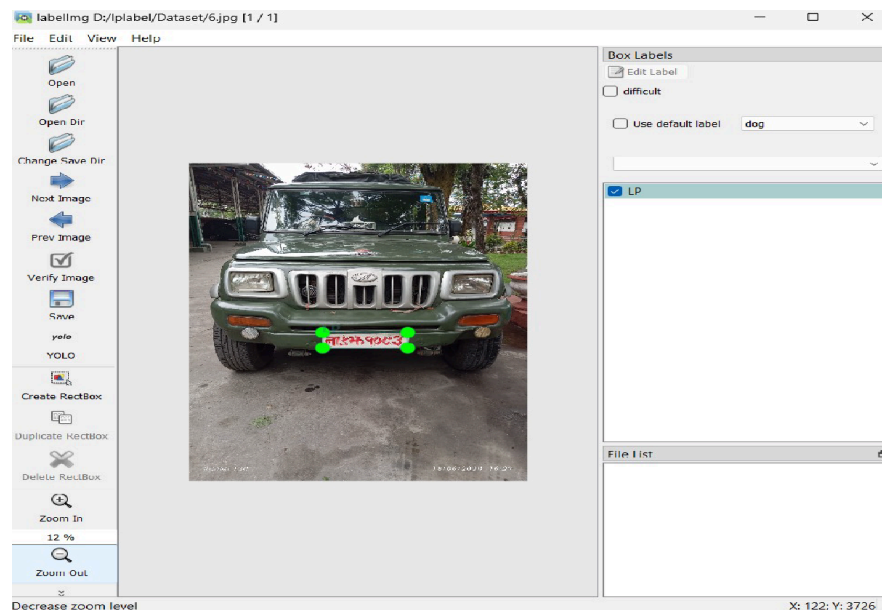 labelImg D:/lplabel/Dataset/6.jpg [1 / 1]
File Edit View Help
Open
Open Dir
Change Save Dir
Next Image
Prev Image
Verify Image
Save
yolo
YOLO
Create RectBox
Duplicate RectBox
Delete RectBox
Zoom In
12 %
Zoom Out
Box Labels
Edit Label
difficult
Use default label dog
LP
File List
Decrease zoom level
X: 122; Y: 3726